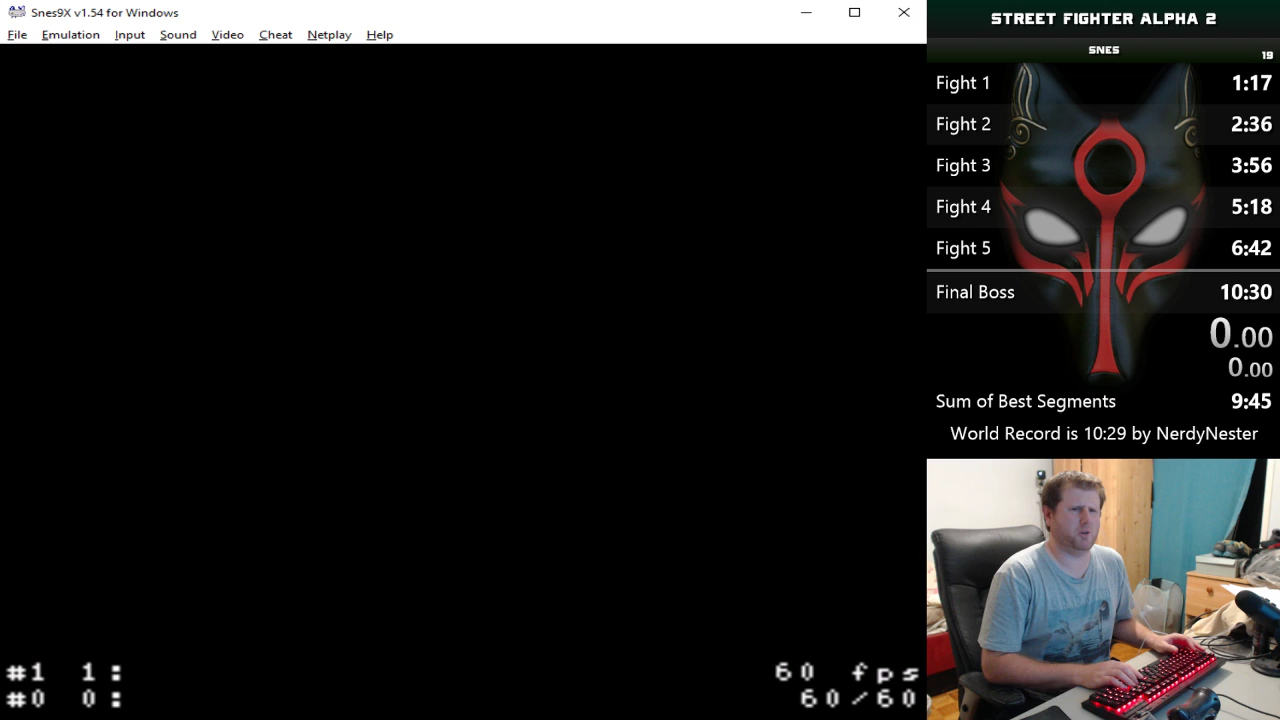 Snes9X v1.54 for Windows
File Emulation Input Sound Video Cheat Netplay Help
#1 1:
#0 0:
60 fps
60/60
STREET FIGHTER ALPHA 2
SNES
19
Fight 1 1:17
Fight 2 2:36
Fight 3 3:56
Fight 4 5:18
Fight 5 6:42
Final Boss 10:30
0.00
0.00
Sum of Best Segments 9:45
World Record is 10:29 by NerdyNester